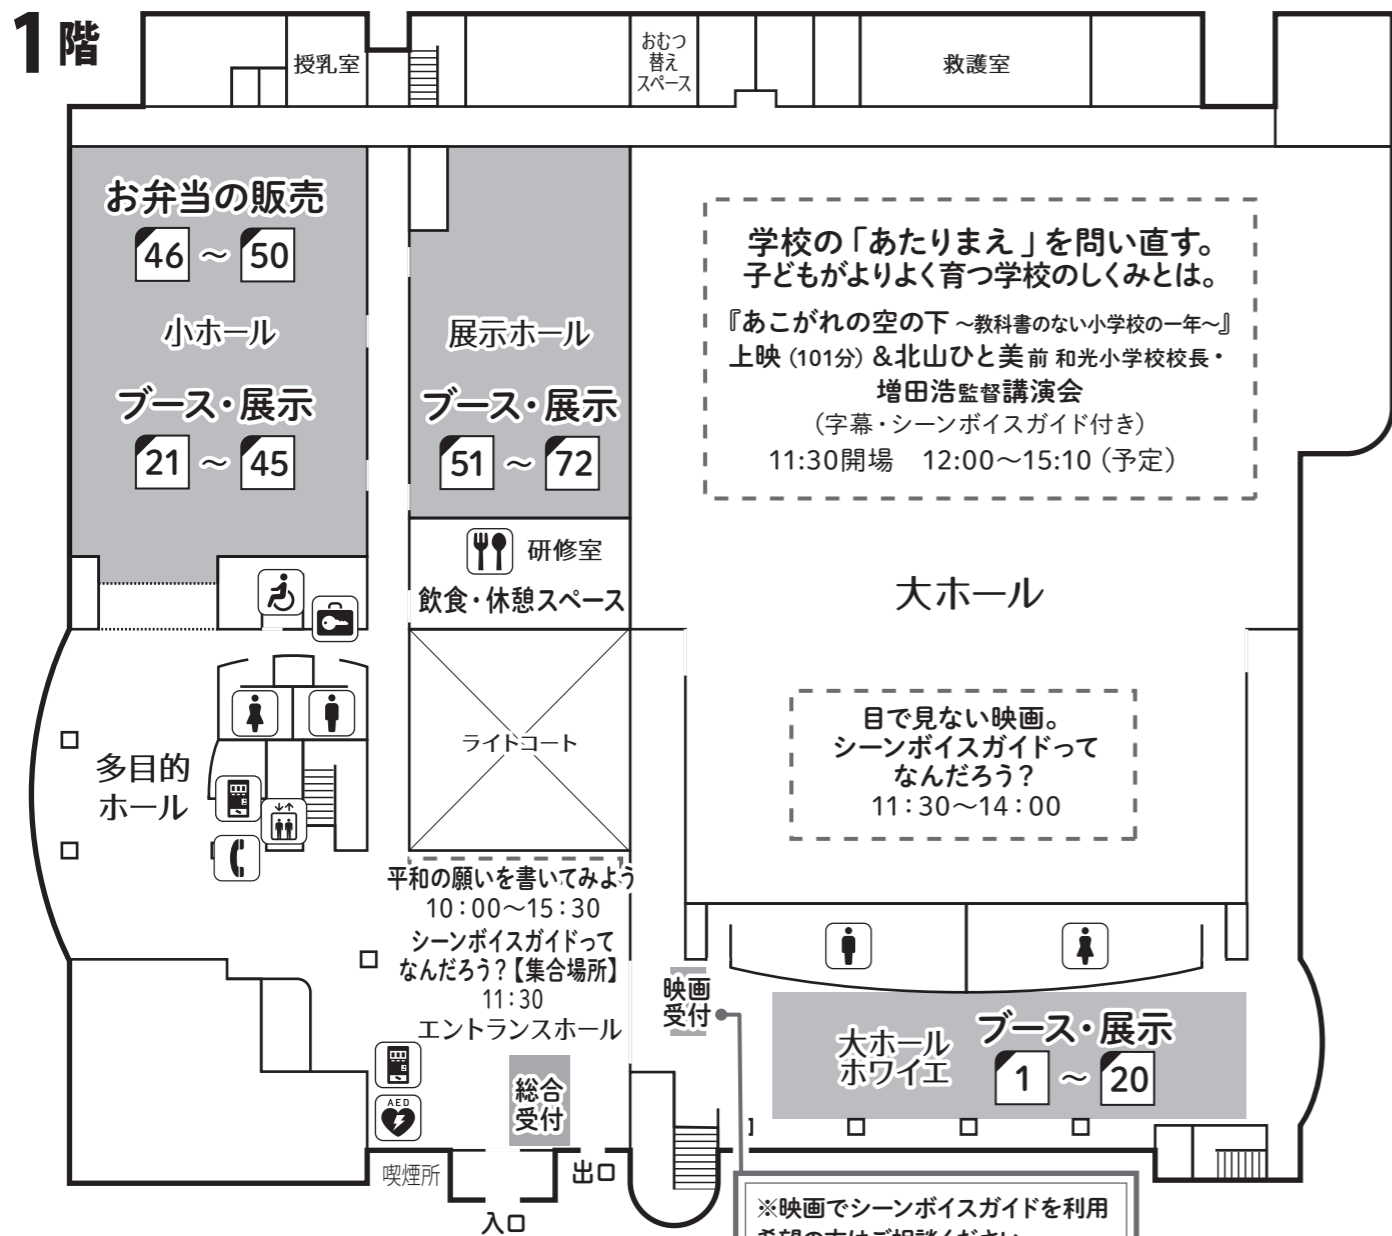 1階
授乳室
おむつ
替え
スペース
救護室
お弁当の販売
46 ～ 50
小ホール
ブース・展示
21 ～ 45
展示ホール
ブース・展示
51 ～ 72
研修室
飲食・休憩スペース
学校の「あたりまえ」を問い直す。
子どもがよりよく育つ学校のしくみとは。
『あこがれの空の下 ～教科書のない小学校の一年～』
上映（101分）＆北山ひと美 前 和光小学校校長・
増田浩監督講演会
（字幕・シーンボイスガイド付き）
11:30開場　12:00～15:10（予定）
大ホール
目で見ない映画。
シーンボイスガイドって
なんだろう？
11：30～14：00
ライトコート
多目的
ホール
平和の願いを書いてみよう
10：00～15：30
シーンボイスガイドって
なんだろう？【集合場所】
11：30
エントランスホール
映画
受付
大ホール
ホワイエ
ブース・展示
1 ～ 20
AED
総合
受付
喫煙所
入口
出口
※映画でシーンボイスガイドを利用